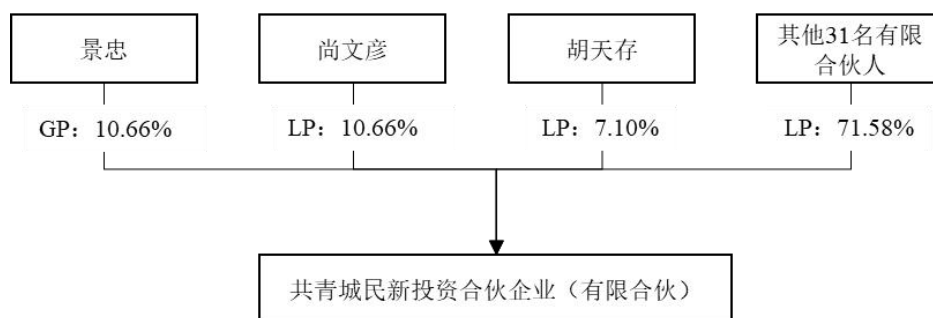 景忠
尚文彦
胡天存
其他31名有限
合伙人
GP：10.66%
LP：10.66%
LP：7.10%
LP：71.58%
共青城民新投资合伙企业（有限合伙）